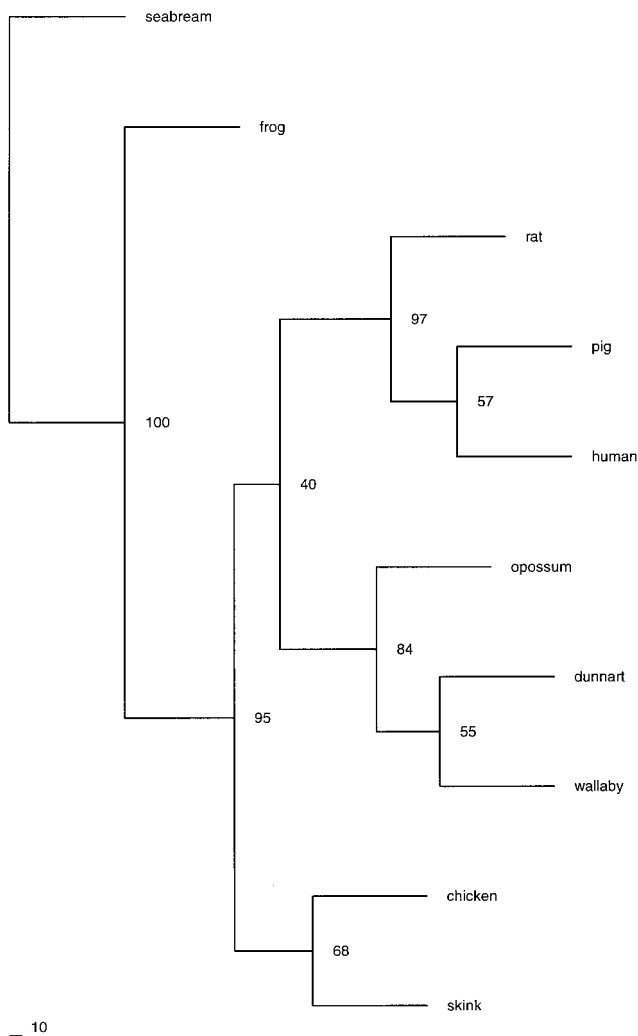 seabream
frog
rat
97
pig
57
100
human
40
opossum
84
dunnart
95
55
wallaby
chicken
68
skink
10